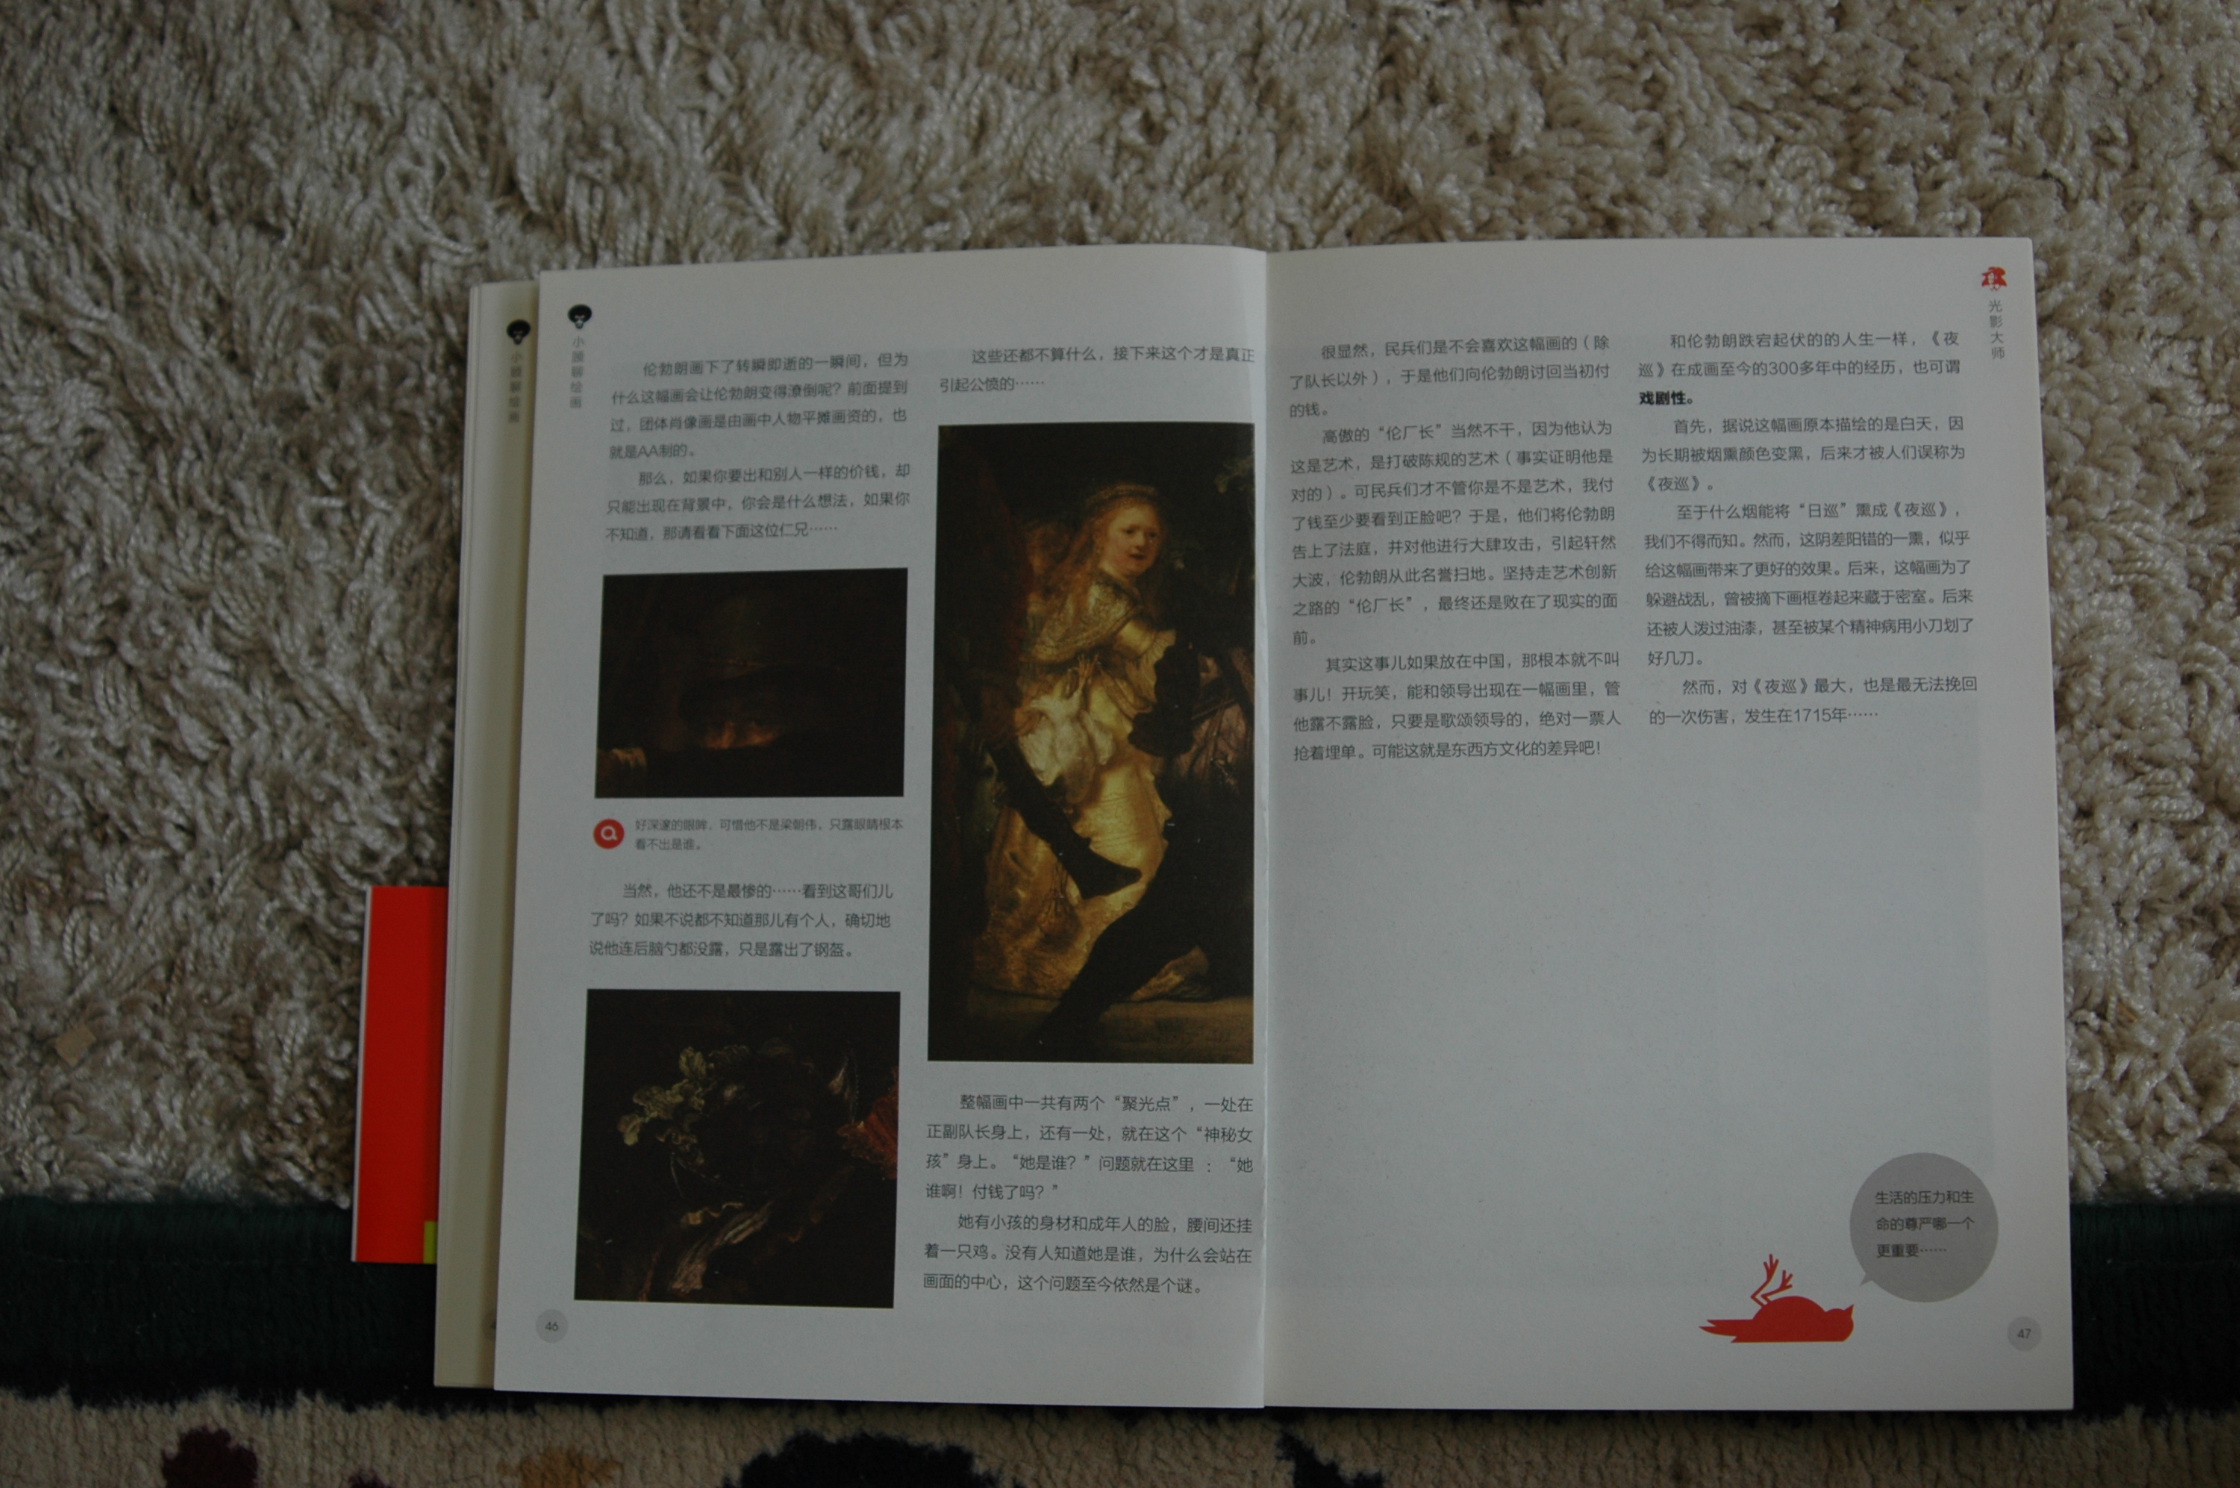 小顾聊绘画
小顾聊绘画
伦勃朗画下了转瞬即逝的一瞬间，但为
什么这幅画会让伦勃朗变得潦倒呢？前面提到
过，团体肖像画是由画中人物平摊画资的，也
就是AA制的。
那么，如果你要出和别人一样的价钱，却
只能出现在背景中，你会是什么想法，如果你
不知道，那请看看下面这位仁兄……
好深邃的眼眸，可惜他不是梁朝伟，只露眼睛根本
看不出是谁。
当然，他还不是最惨的……看到这哥们儿
了吗？如果不说都不知道那儿有个人，确切地
说他连后脑勺都没露，只是露出了钢盔。
这些还都不算什么，接下来这个才是真正
引起公愤的……
整幅画中一共有两个“聚光点”，一处在
正副队长身上，还有一处，就在这个“神秘女
孩”身上。“她是谁？”问题就在这里：“她
谁啊！付钱了吗？”
她有小孩的身材和成年人的脸，腰间还挂
着一只鸡。没有人知道她是谁，为什么会站在
画面的中心，这个问题至今依然是个谜。
46
光影大师
很显然，民兵们是不会喜欢这幅画的（除
了队长以外），于是他们向伦勃朗讨回当初付
的钱。
高傲的“伦厂长”当然不干，因为他认为
这是艺术，是打破陈规的艺术（事实证明他是
对的）。可民兵们才不管你是不是艺术，我付
了钱至少要看到正脸吧？于是，他们将伦勃朗
告上了法庭，并对他进行大肆攻击，引起轩然
大波，伦勃朗从此名誉扫地。坚持走艺术创新
之路的“伦厂长”，最终还是败在了现实的面
前。
其实这事儿如果放在中国，那根本就不叫
事儿！开玩笑，能和领导出现在一幅画里，管
他露不露脸，只要是歌颂领导的，绝对一票人
抢着埋单。可能这就是东西方文化的差异吧！
和伦勃朗跌宕起伏的的人生一样，《夜
巡》在成画至今的300多年中的经历，也可谓
戏剧性。
首先，据说这幅画原本描绘的是白天，因
为长期被烟熏颜色变黑，后来才被人们误称为
《夜巡》。
至于什么烟能将“日巡”熏成《夜巡》，
我们不得而知。然而，这阴差阳错的一熏，似乎
给这幅画带来了更好的效果。后来，这幅画为了
躲避战乱，曾被摘下画框卷起来藏于密室。后来
还被人泼过油漆，甚至被某个精神病用小刀划了
好几刀。
然而，对《夜巡》最大，也是最无法挽回
的一次伤害，发生在1715年……
生活的压力和生
命的尊严哪一个
更重要……
47